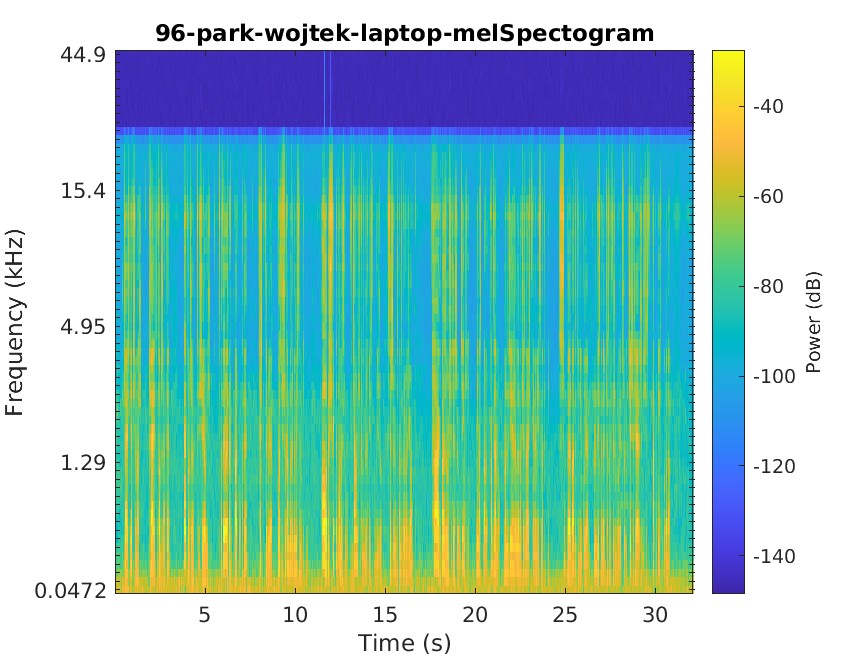 96-park-wojtek-laptop-melSpectogram
44.9
15.4
4.95
1.29
0.0472
Frequency (kHz)
5 10 15 20 25 30
Time (s)
-40
-60
-80
-100
-120
-140
Power (dB)